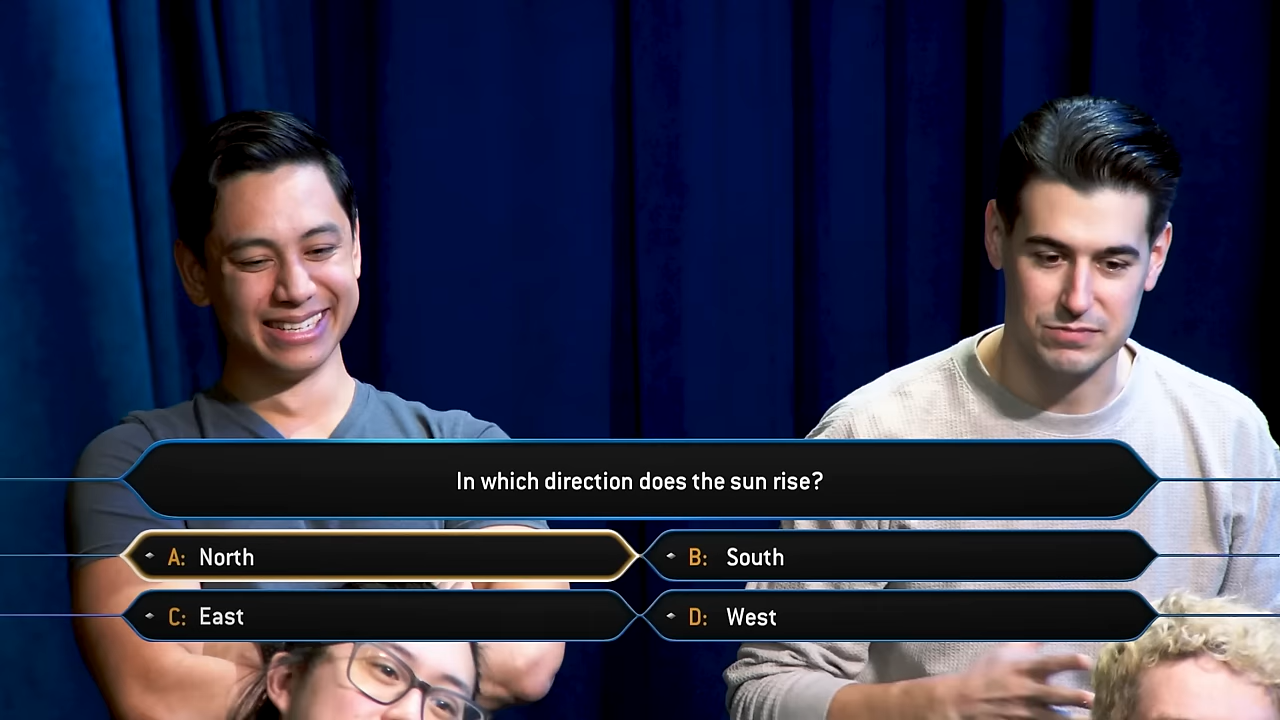 In which direction does the sun rise?
A: North
B: South
C: East
D: West